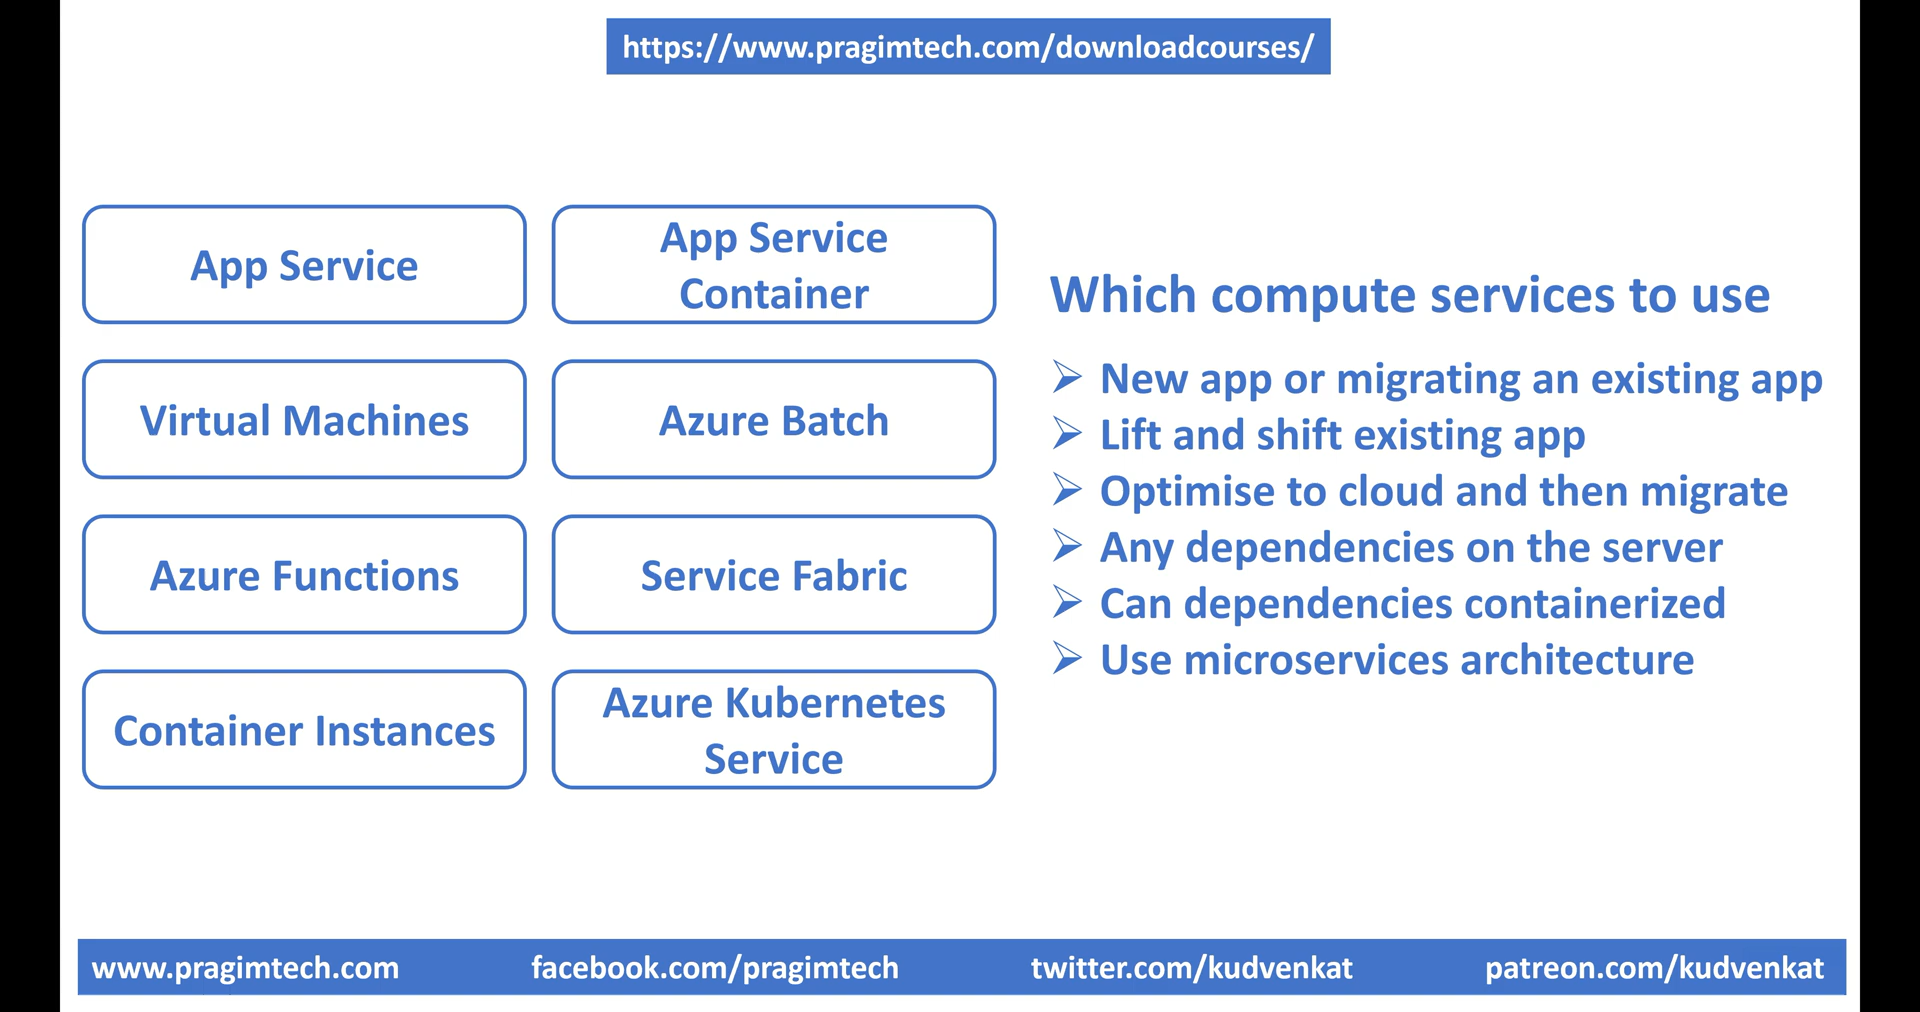 https://www.pragimtech.com/downloadcourses/
App Service
App Service
Container
Virtual Machines
Azure Batch
Azure Functions
Service Fabric
Container Instances
Azure Kubernetes
Service
Which compute services to use
New app or migrating an existing app
Lift and shift existing app
Optimise to cloud and then migrate
Any dependencies on the server
Can dependencies containerized
Use microservices architecture
www.pragimtech.com
facebook.com/pragimtech
twitter.com/kudvenkat
patreon.com/kudvenkat